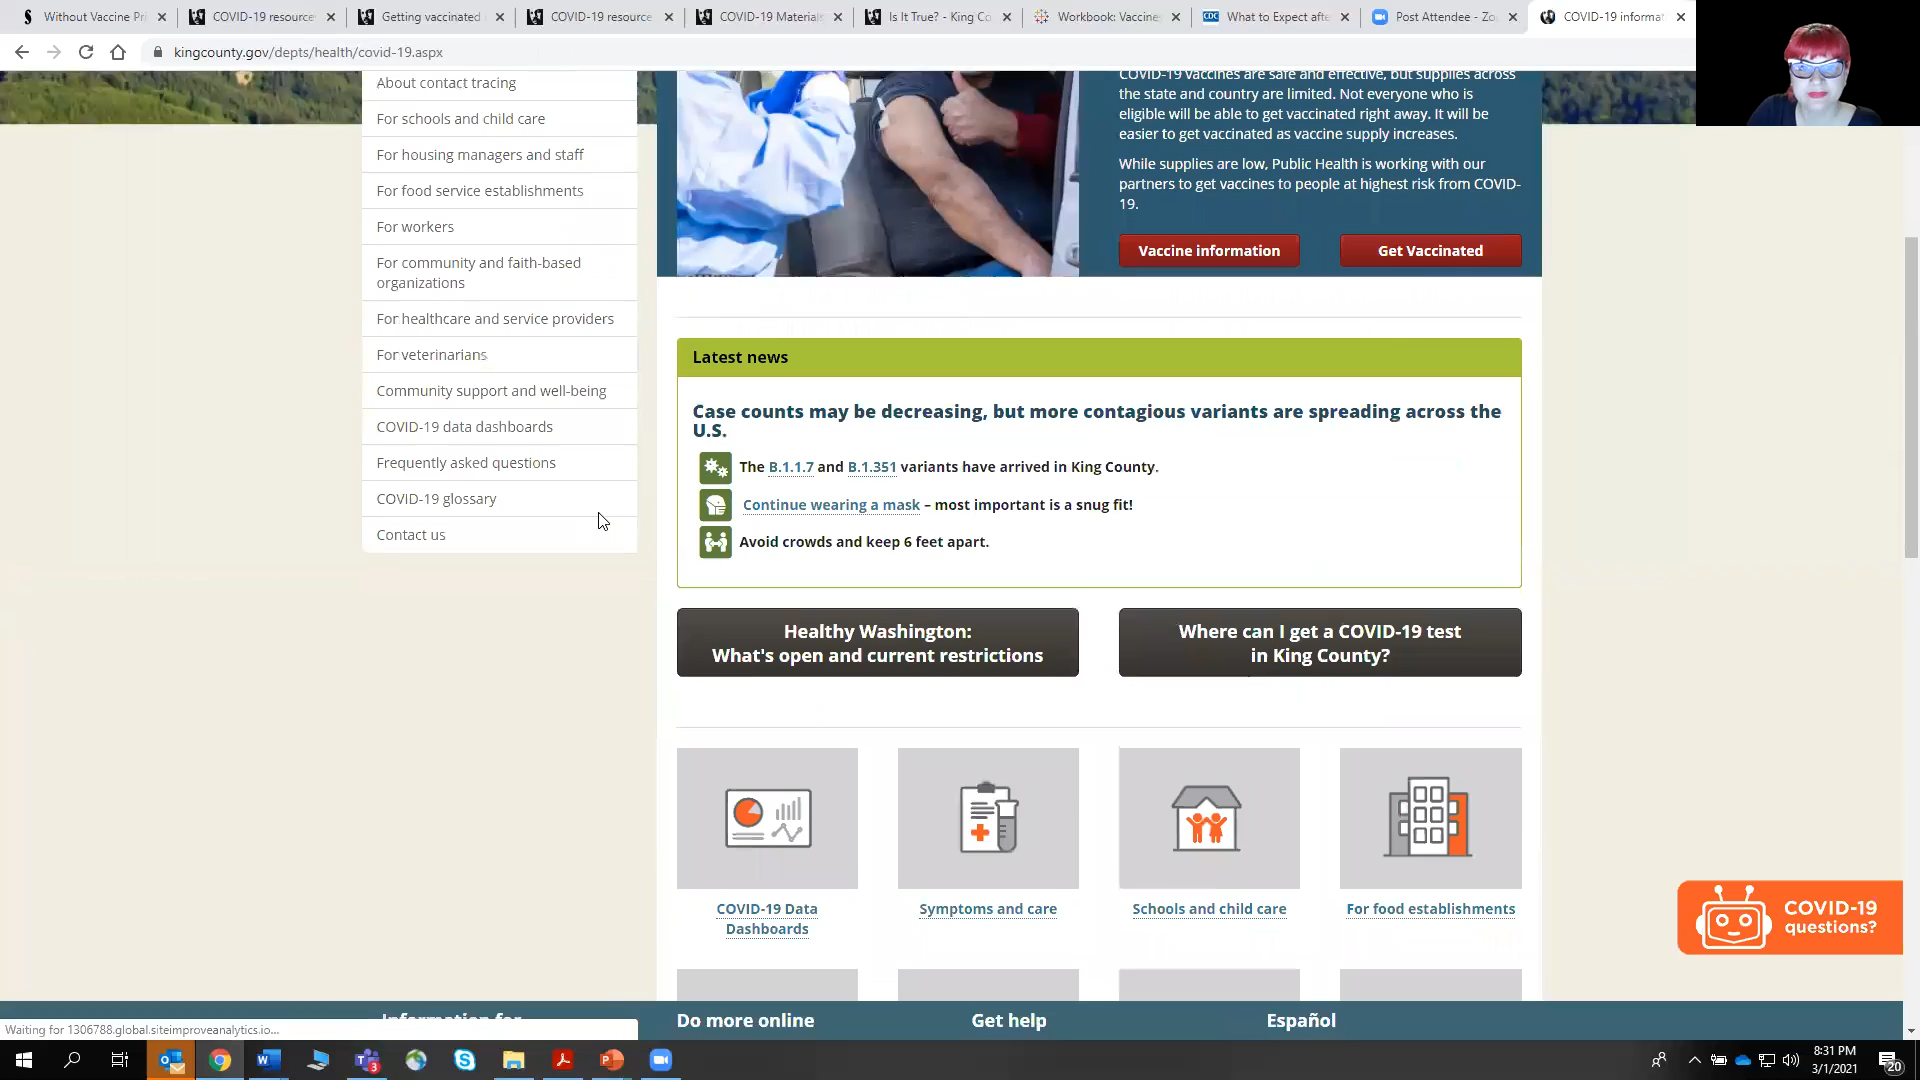 Without Vaccine Pri
COVID-19 resource
Getting vaccinated
COVID-19 resource
COVID-19 Material
Is It True? - King Co
Workbook: Vaccine
What to Expect afte
Post Attendee - Zo
COVID-19 informat
kingcounty.gov/depts/health/covid-19.aspx
About contact tracing
For schools and child care
For housing managers and staff
For food service establishments
For workers
For community and faith-based
organizations
For healthcare and service providers
For veterinarians
Community support and well-being
COVID-19 data dashboards
Frequently asked questions
COVID-19 glossary
Contact us
COVID-19 vaccines are safe and effective, but supplies across
the state and country are limited. Not everyone who is
eligible will be able to get vaccinated right away. It will be
easier to get vaccinated as vaccine supply increases.
While supplies are low, Public Health is working with our
partners to get vaccines to people at highest risk from COVID-
19.
Vaccine information
Get Vaccinated
Latest news
Case counts may be decreasing, but more contagious variants are spreading across the
U.S.
The B.1.1.7 and B.1.351 variants have arrived in King County.
Continue wearing a mask – most important is a snug fit!
Avoid crowds and keep 6 feet apart.
Healthy Washington:
What's open and current restrictions
Where can I get a COVID-19 test
in King County?
COVID-19 Data
Dashboards
Symptoms and care
Schools and child care
For food establishments
COVID-19
questions?
Information for
Do more online
Get help
Español
Waiting for 1306788.global.siteimproveanalytics.io...
8:31 PM
3/1/2021
20